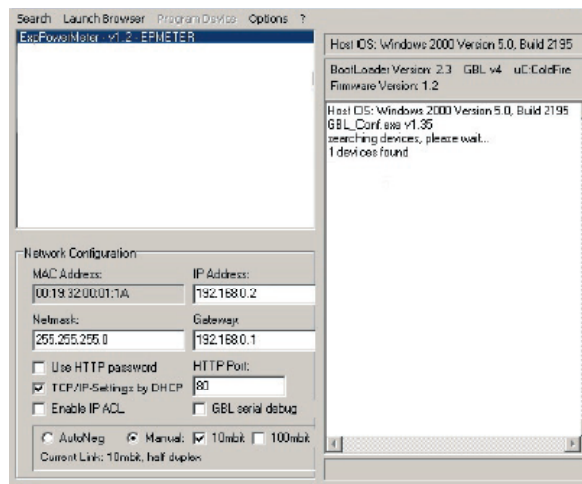 Search Launch Browser Program Device Options ?
ExpPowerMeter - v1.2 - EPMETER
Host OS: Windows 2000 Version 5.0, Build 2195
BootLoader Version: 2.3 GBL v4 uC:ColdFire
Firmware Version: 1.2
Host OS: Windows 2000 Version 5.0, Build 2195
GBL_Conf.exe v1.35
searching devices, please wait...
1 devices found
Network Configuration
MAC Address: IP Address:
00:19:32:00:01:1A 192.168.0.2
Netmask: Gateway:
255.255.255.0 192.168.0.1
Use HTTP password HTTP Port:
TCP/IP-Settings by DHCP 80
Enable IP ACL GBL serial debug
AutoNeg Manual: 10mbit 100mbit
Current Link: 10mbit, half duplex